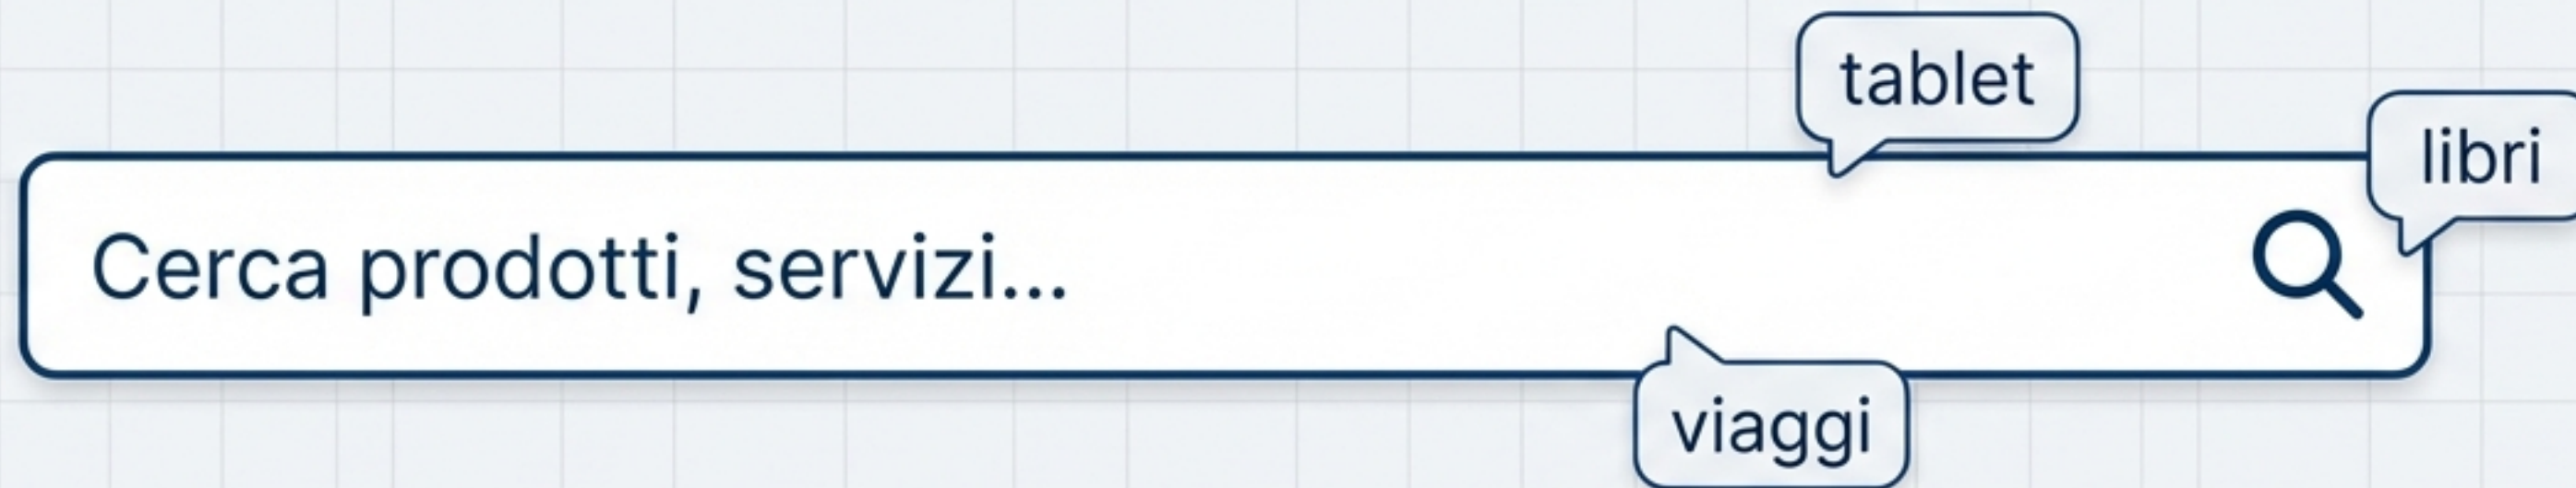 tablet
libri
Cerca prodotti, servizi...
viaggi